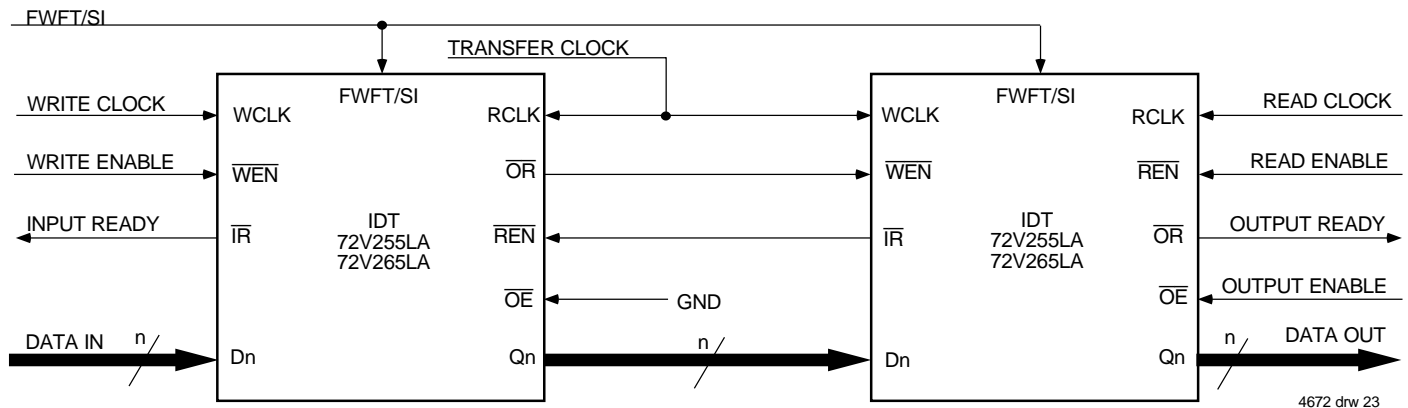 FWFT/SI
TRANSFER CLOCK
FWFT/SI
FWFT/SI
WRITE CLOCK
WCLK
RCLK
WCLK
RCLK
READ CLOCK
WRITE ENABLE
WEN
OR
WEN
REN
READ ENABLE
INPUT READY
IR
IDT
72V255LA
72V265LA
REN
IR
IDT
72V255LA
72V265LA
OR
OUTPUT READY
OE
GND
OE
OUTPUT ENABLE
DATA IN
n
Dn
Qn
n
Dn
Qn
n
DATA OUT
4672 drw 23